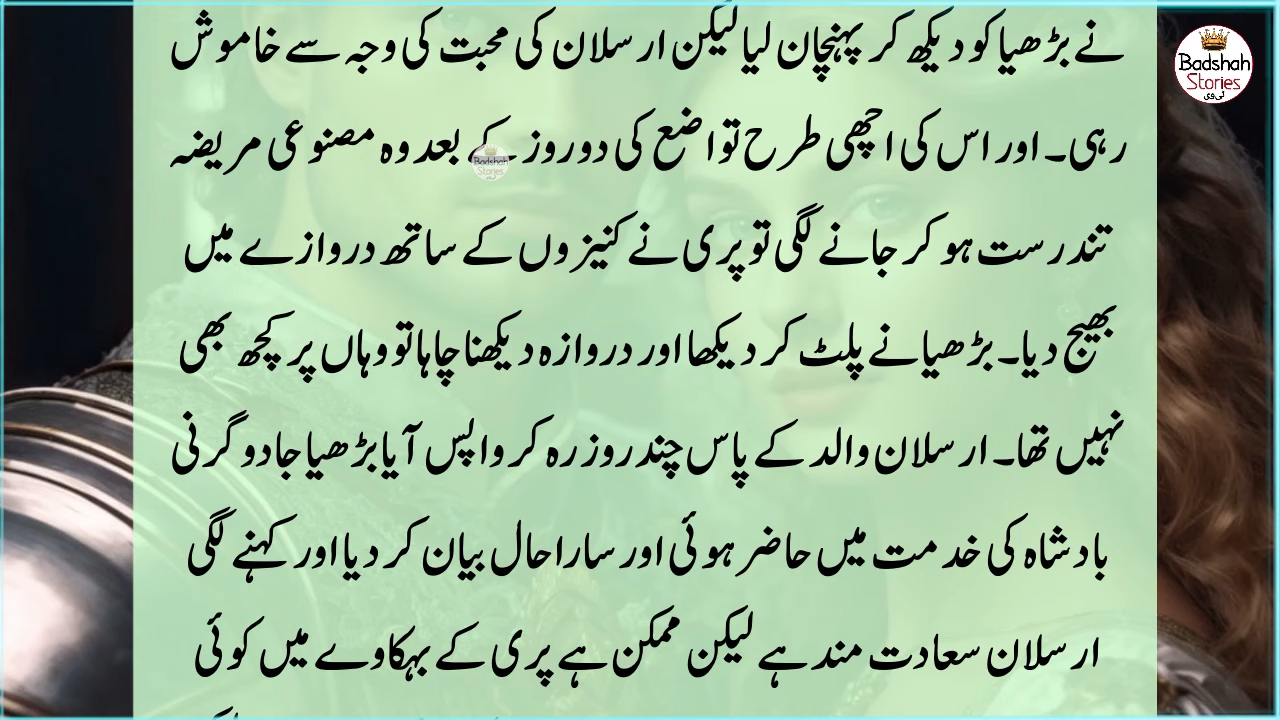 نے بڑھیا کو دیکھ کر پہنچان لیا لیکن ارسلان کی محبت کی وجہ سے خاموش
رہی۔ اور اس کی اچھی طرح تواضع کی دو روز کے بعد وہ مصنوعی مریضہ
تندرست ہو کر جانے لگی تو پری نے کنیزوں کے ساتھ دروازے میں
بھیج دیا۔ بڑھیا نے پلٹ کر دیکھا اور دروازہ دیکھنا چاہا تو وہاں پر کچھ بھی
نہیں تھا۔ ارسلان والد کے پاس چند روز رہ کر واپس آیا بڑھیا جادوگرنی
بادشاہ کی خدمت میں حاضر ہوئی اور سارا حال بیان کر دیا اور کہنے لگی
ارسلان سعادت مند ہے لیکن ممکن ہے پری کے بہکاوے میں کوئی
Badshah
Stories
ٹی وی
Badshah
Stories